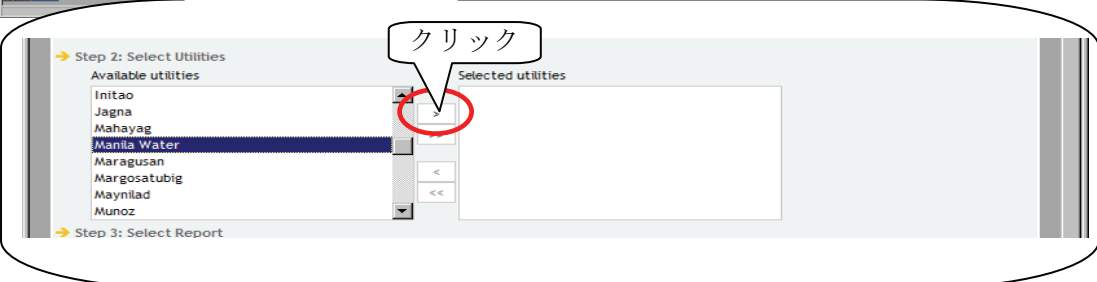 クリック
Step 2: Select Utilities
Available utilities
Selected utilities
Initao
Jagna
Mahayag
Manila Water
Maragusan
Margosatubig
Maynilad
Munoz
>
>>
<
<<
Step 3: Select Report